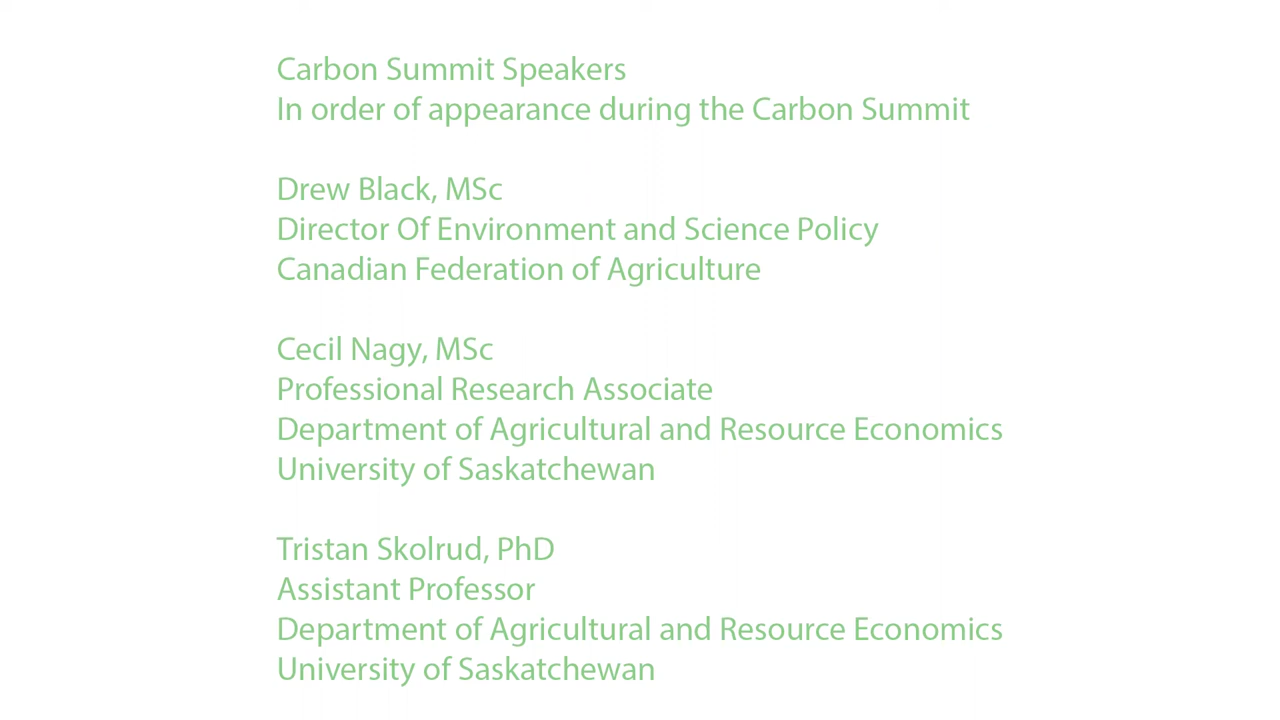 Carbon Summit Speakers
In order of appearance during the Carbon Summit
Drew Black, MSc
Director Of Environment and Science Policy
Canadian Federation of Agriculture
Cecil Nagy, MSc
Professional Research Associate
Department of Agricultural and Resource Economics
University of Saskatchewan
Tristan Skolrud, PhD
Assistant Professor
Department of Agricultural and Resource Economics
University of Saskatchewan